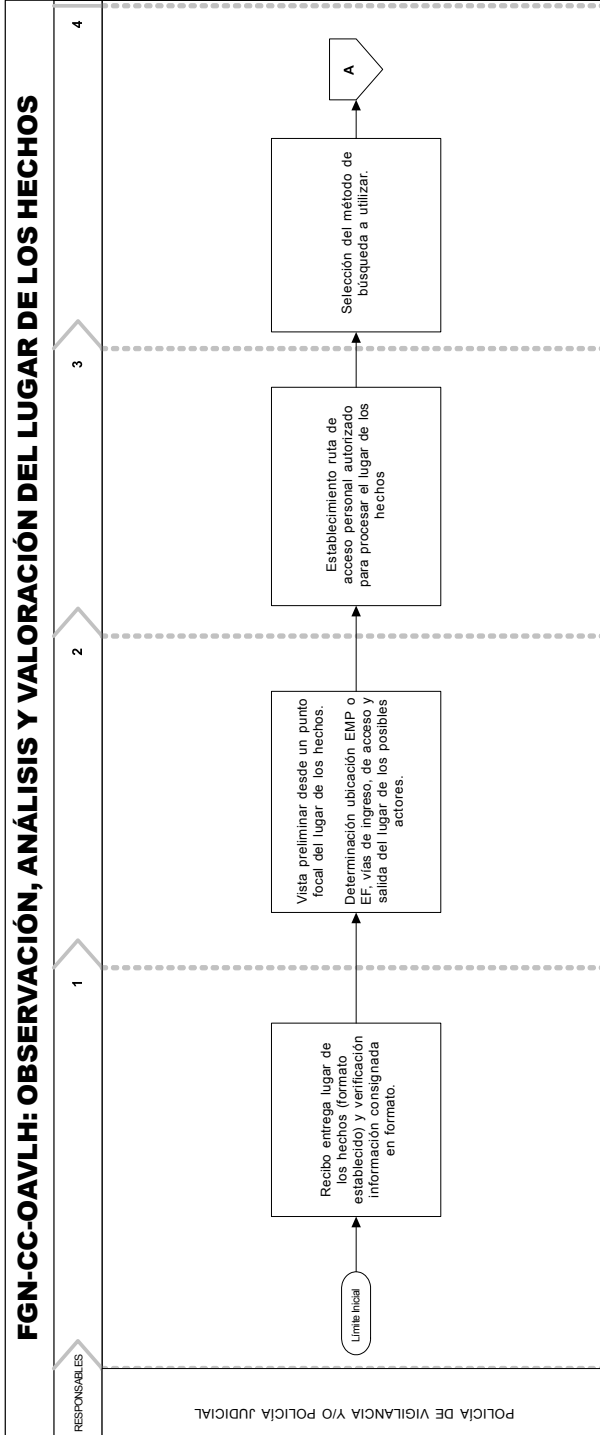 FGN-CC-OAVLH: OBSERVACIÓN, ANÁLISIS Y VALORACIÓN DEL LUGAR DE LOS HECHOS
RESPONSABLES
1
2
3
4
POLICÍA DE VIGILANCIA Y/O POLICÍA JUDICIAL
Límite Inicial
Recibo entrega lugar de
los hechos (formato
establecido) y verificación
información consignada
en formato.
Vista preliminar desde un punto
focal del lugar de los hechos.
Determinación ubicación EMP o
EF, vías de ingreso, de acceso y
salida del lugar de los posibles
actores.
Establecimiento ruta de
acceso personal autorizado
para procesar el lugar de los
hechos
Selección del método de
búsqueda a utilizar.
A